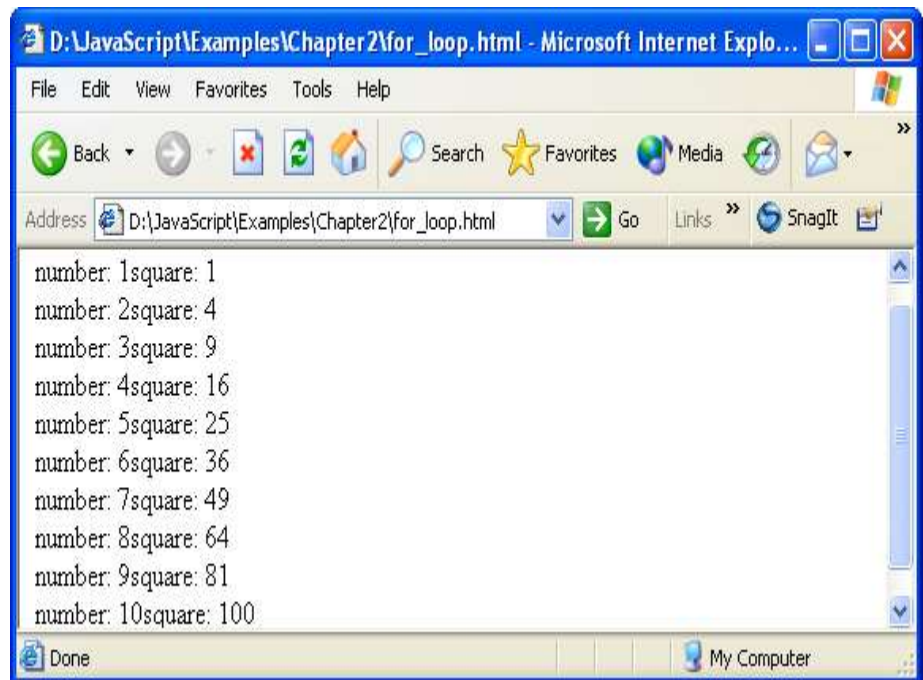 D:\JavaScript\Examples\Chapter2\for_loop.html - Microsoft Internet Explo...
File Edit View Favorites Tools Help
Back Search Favorites Media »
Address D:\JavaScript\Examples\Chapter2\for_loop.html Go Links » SnagIt
number: 1square: 1
number: 2square: 4
number: 3square: 9
number: 4square: 16
number: 5square: 25
number: 6square: 36
number: 7square: 49
number: 8square: 64
number: 9square: 81
number: 10square: 100
Done My Computer